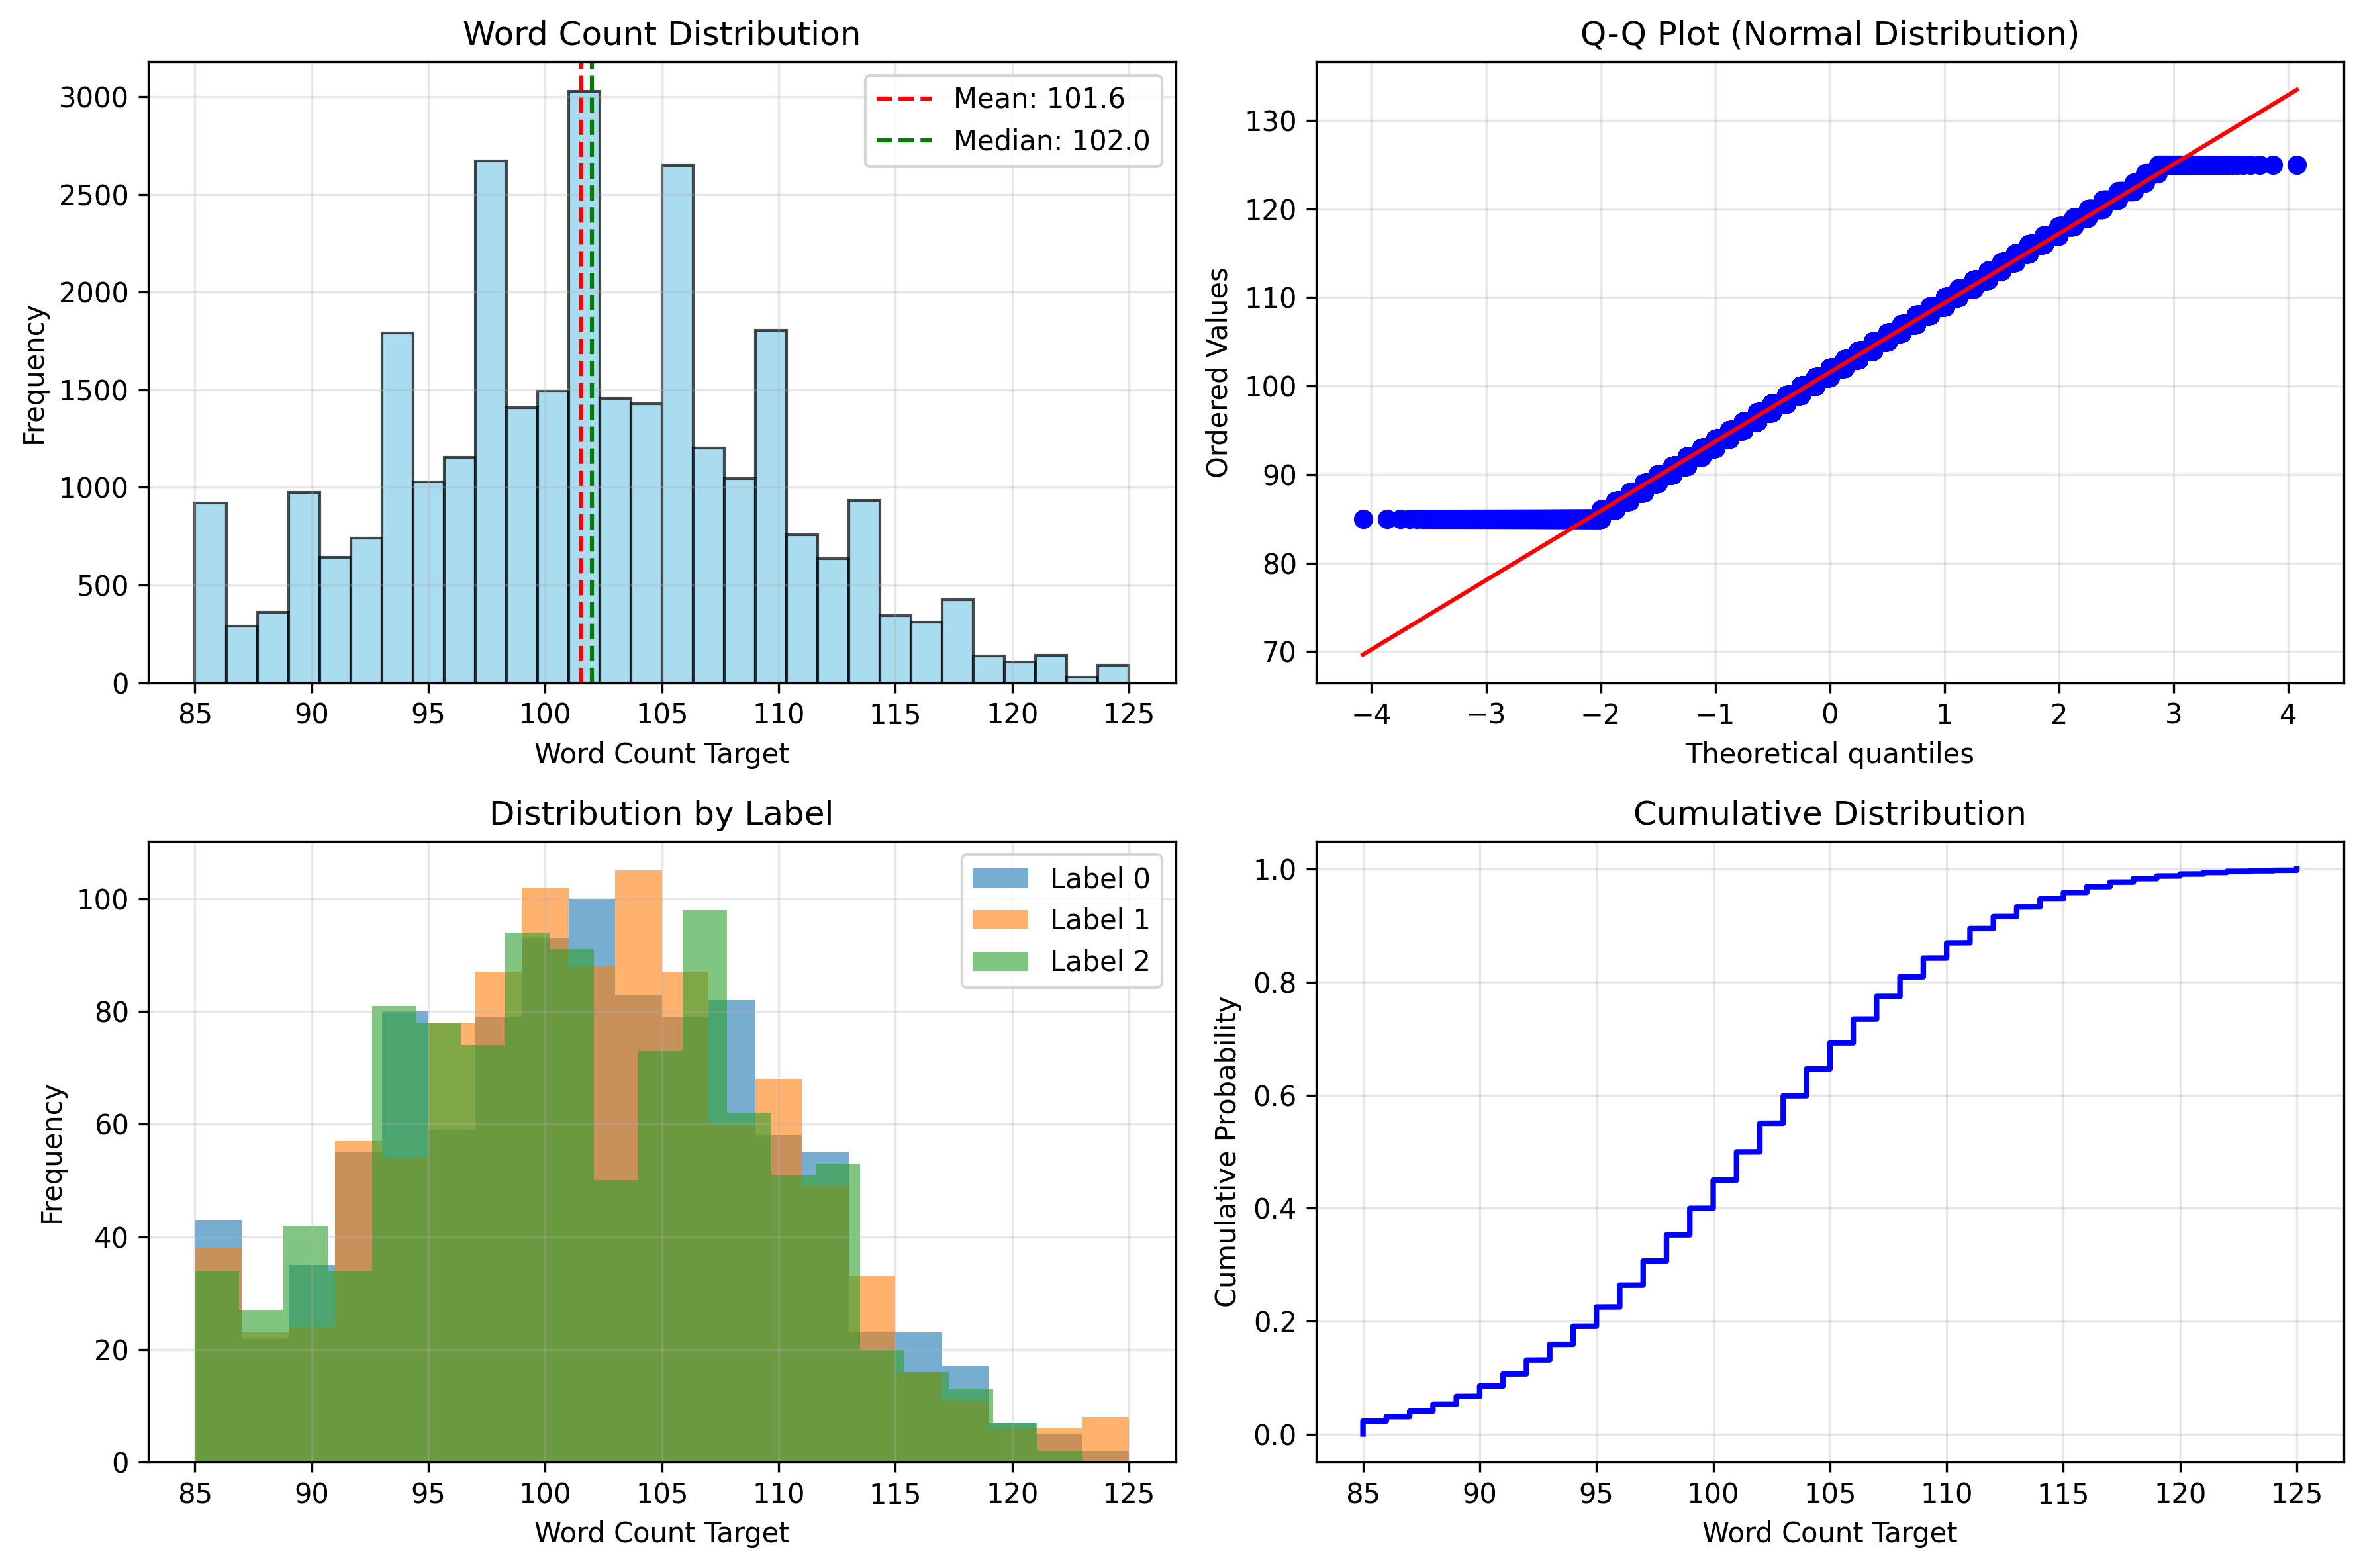 Word Count Distribution
3000
2500
2000
1500
1000
500
0
Frequency
Mean: 101.6
Median: 102.0
85 90 95 100 105 110 115 120 125
Word Count Target
Q-Q Plot (Normal Distribution)
130
120
110
100
90
80
70
Ordered Values
−4 −3 −2 −1 0 1 2 3 4
Theoretical quantiles
Distribution by Label
100
80
60
40
20
0
Frequency
Label 0
Label 1
Label 2
85 90 95 100 105 110 115 120 125
Word Count Target
Cumulative Distribution
1.0
0.8
0.6
0.4
0.2
0.0
Cumulative Probability
85 90 95 100 105 110 115 120 125
Word Count Target